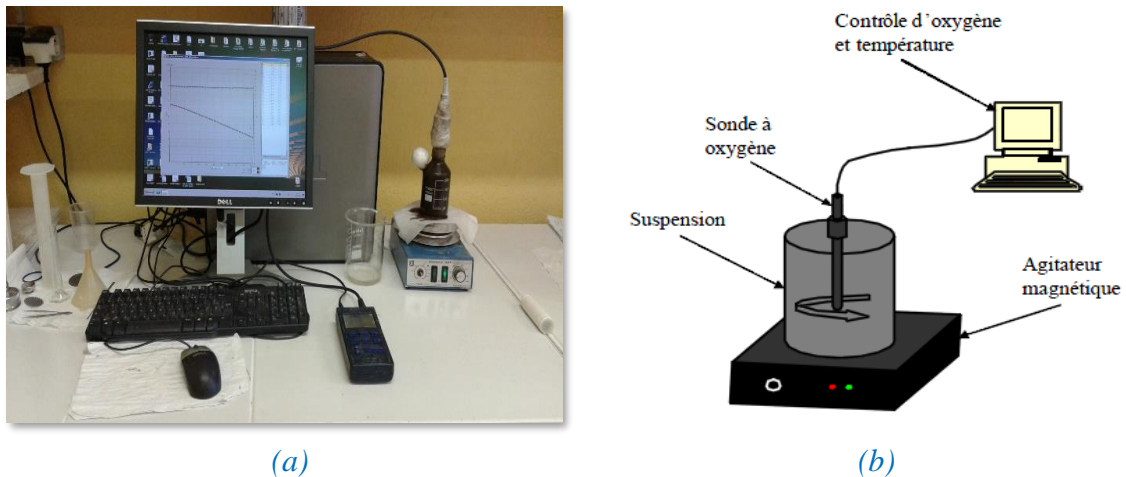 DELL
Contrôle d'oxygène
et température
Sonde à
oxygène
Suspension
Agitateur
magnétique
(a)
(b)